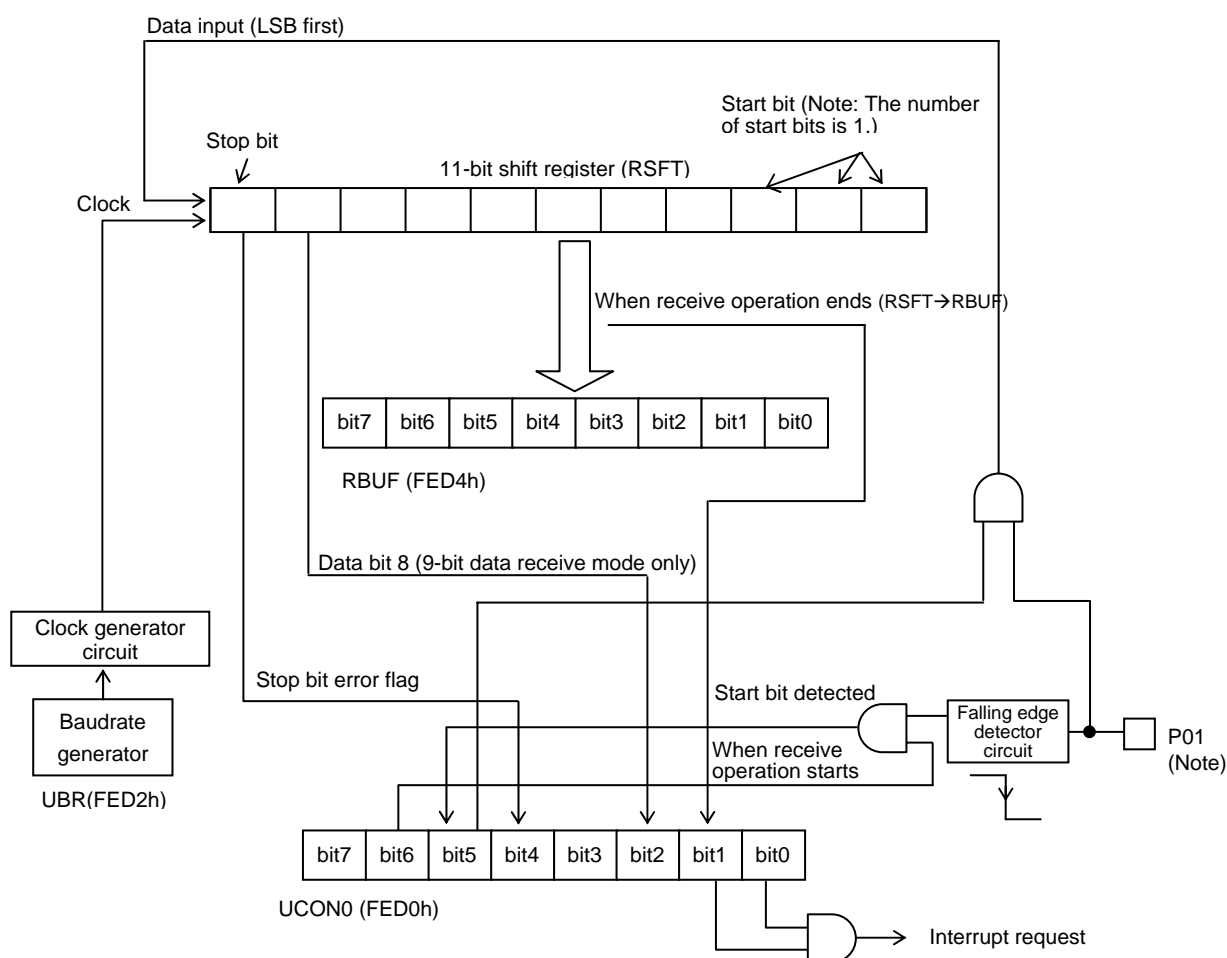 Data input (LSB first)
Start bit (Note: The number
of start bits is 1.)
Stop bit
11-bit shift register (RSFT)
Clock
When receive operation ends (RSFT→RBUF)
bit7 bit6 bit5 bit4 bit3 bit2 bit1 bit0
RBUF (FED4h)
Data bit 8 (9-bit data receive mode only)
Clock generator
circuit
Stop bit error flag
Start bit detected
Baudrate
generator
Falling edge
detector
circuit
P01
(Note)
When receive
operation starts
UBR(FED2h)
bit7 bit6 bit5 bit4 bit3 bit2 bit1 bit0
UCON0 (FED0h)
Interrupt request